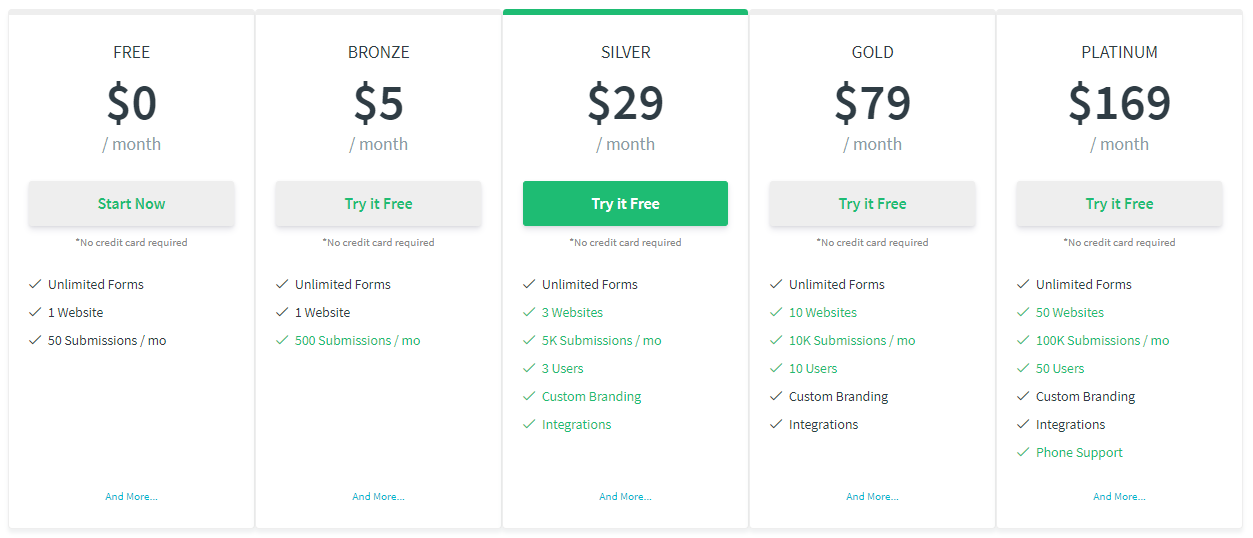 FREE
$0
/ month
Start Now
*No credit card required
Unlimited Forms
1 Website
50 Submissions / mo
And More...
BRONZE
$5
/ month
Try it Free
*No credit card required
Unlimited Forms
1 Website
500 Submissions / mo
And More...
SILVER
$29
/ month
Try it Free
*No credit card required
Unlimited Forms
3 Websites
5K Submissions / mo
3 Users
Custom Branding
Integrations
And More...
GOLD
$79
/ month
Try it Free
*No credit card required
Unlimited Forms
10 Websites
10K Submissions / mo
10 Users
Custom Branding
Integrations
And More...
PLATINUM
$169
/ month
Try it Free
*No credit card required
Unlimited Forms
50 Websites
100K Submissions / mo
50 Users
Custom Branding
Integrations
Phone Support
And More...